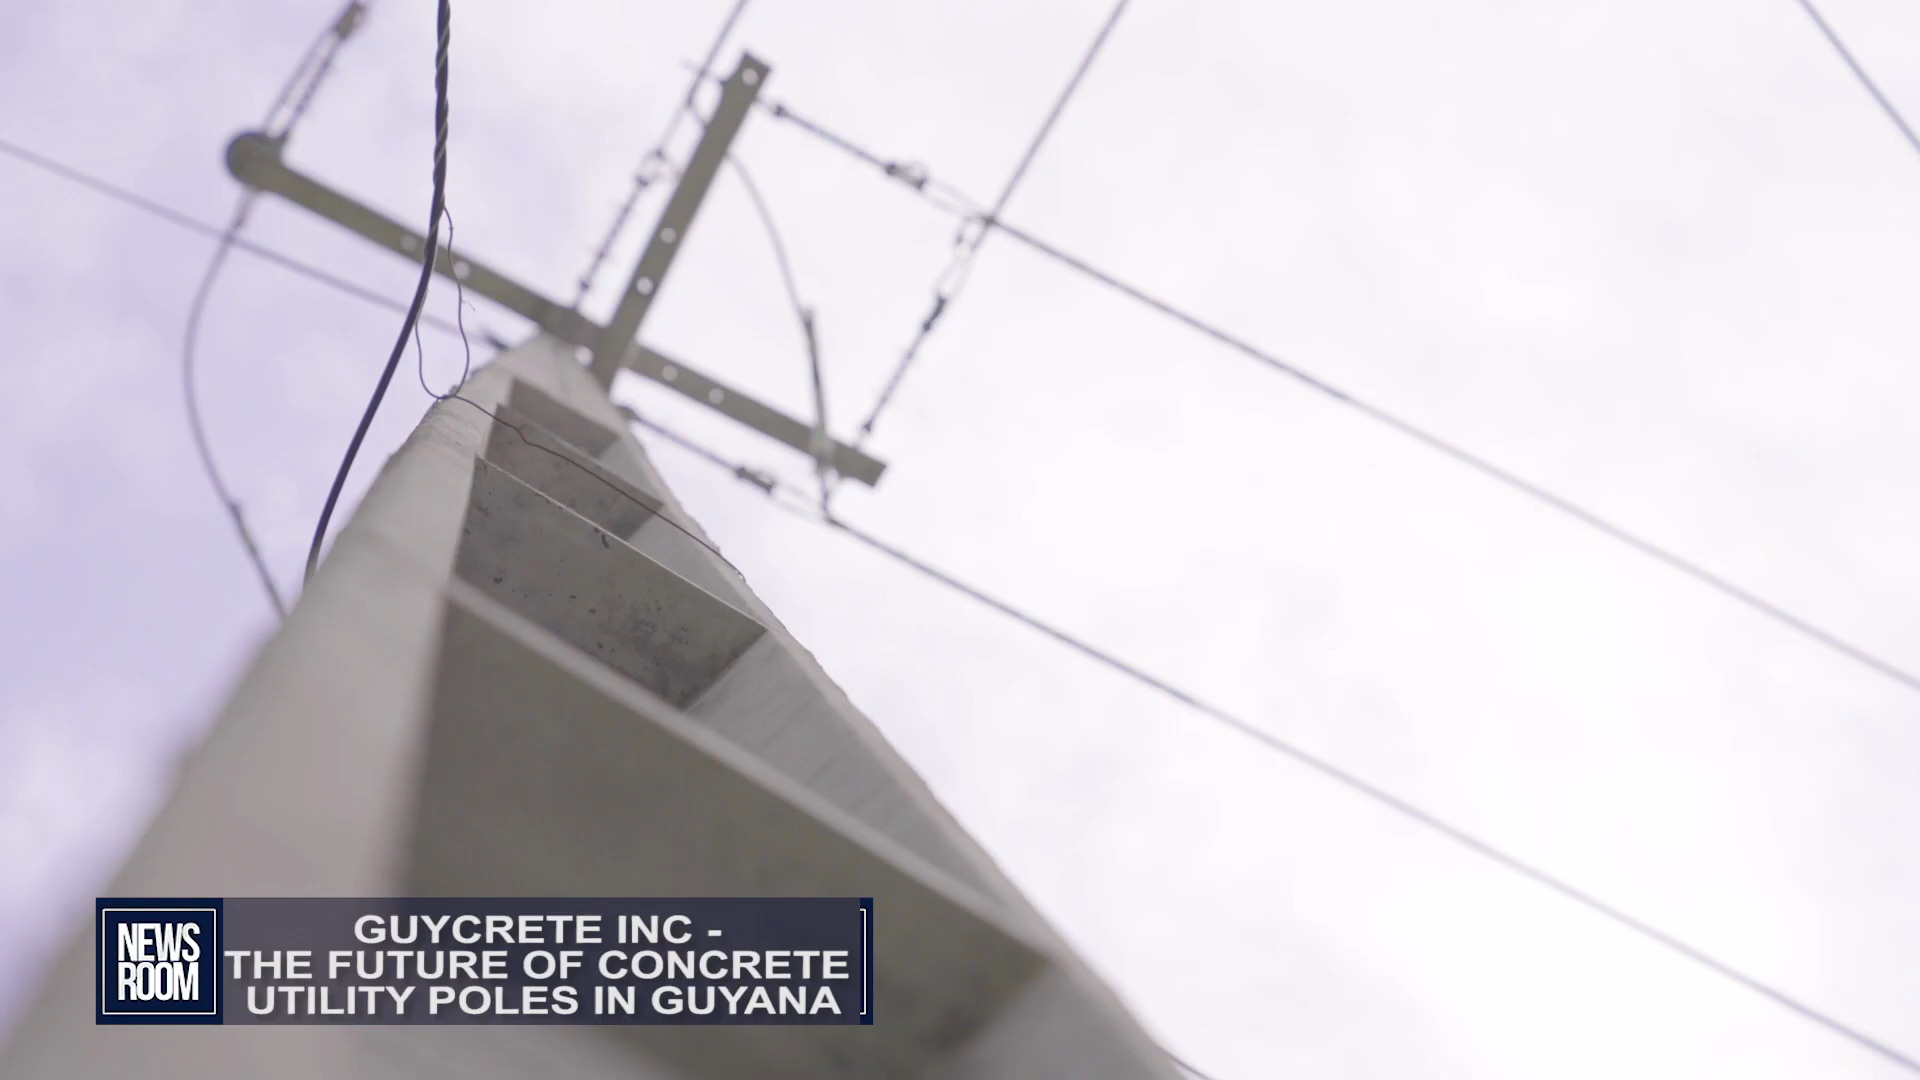 NEWS
ROOM
GUYCRETE INC -
THE FUTURE OF CONCRETE
UTILITY POLES IN GUYANA